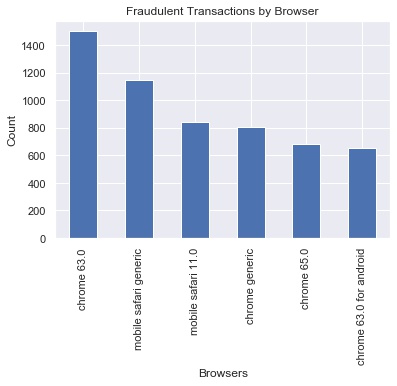 Fraudulent Transactions by Browser
1400
1200
1000
800
600
400
200
0
Count
chrome 63.0
mobile safari generic
mobile safari 11.0
chrome generic
chrome 65.0
chrome 63.0 for android
Browsers